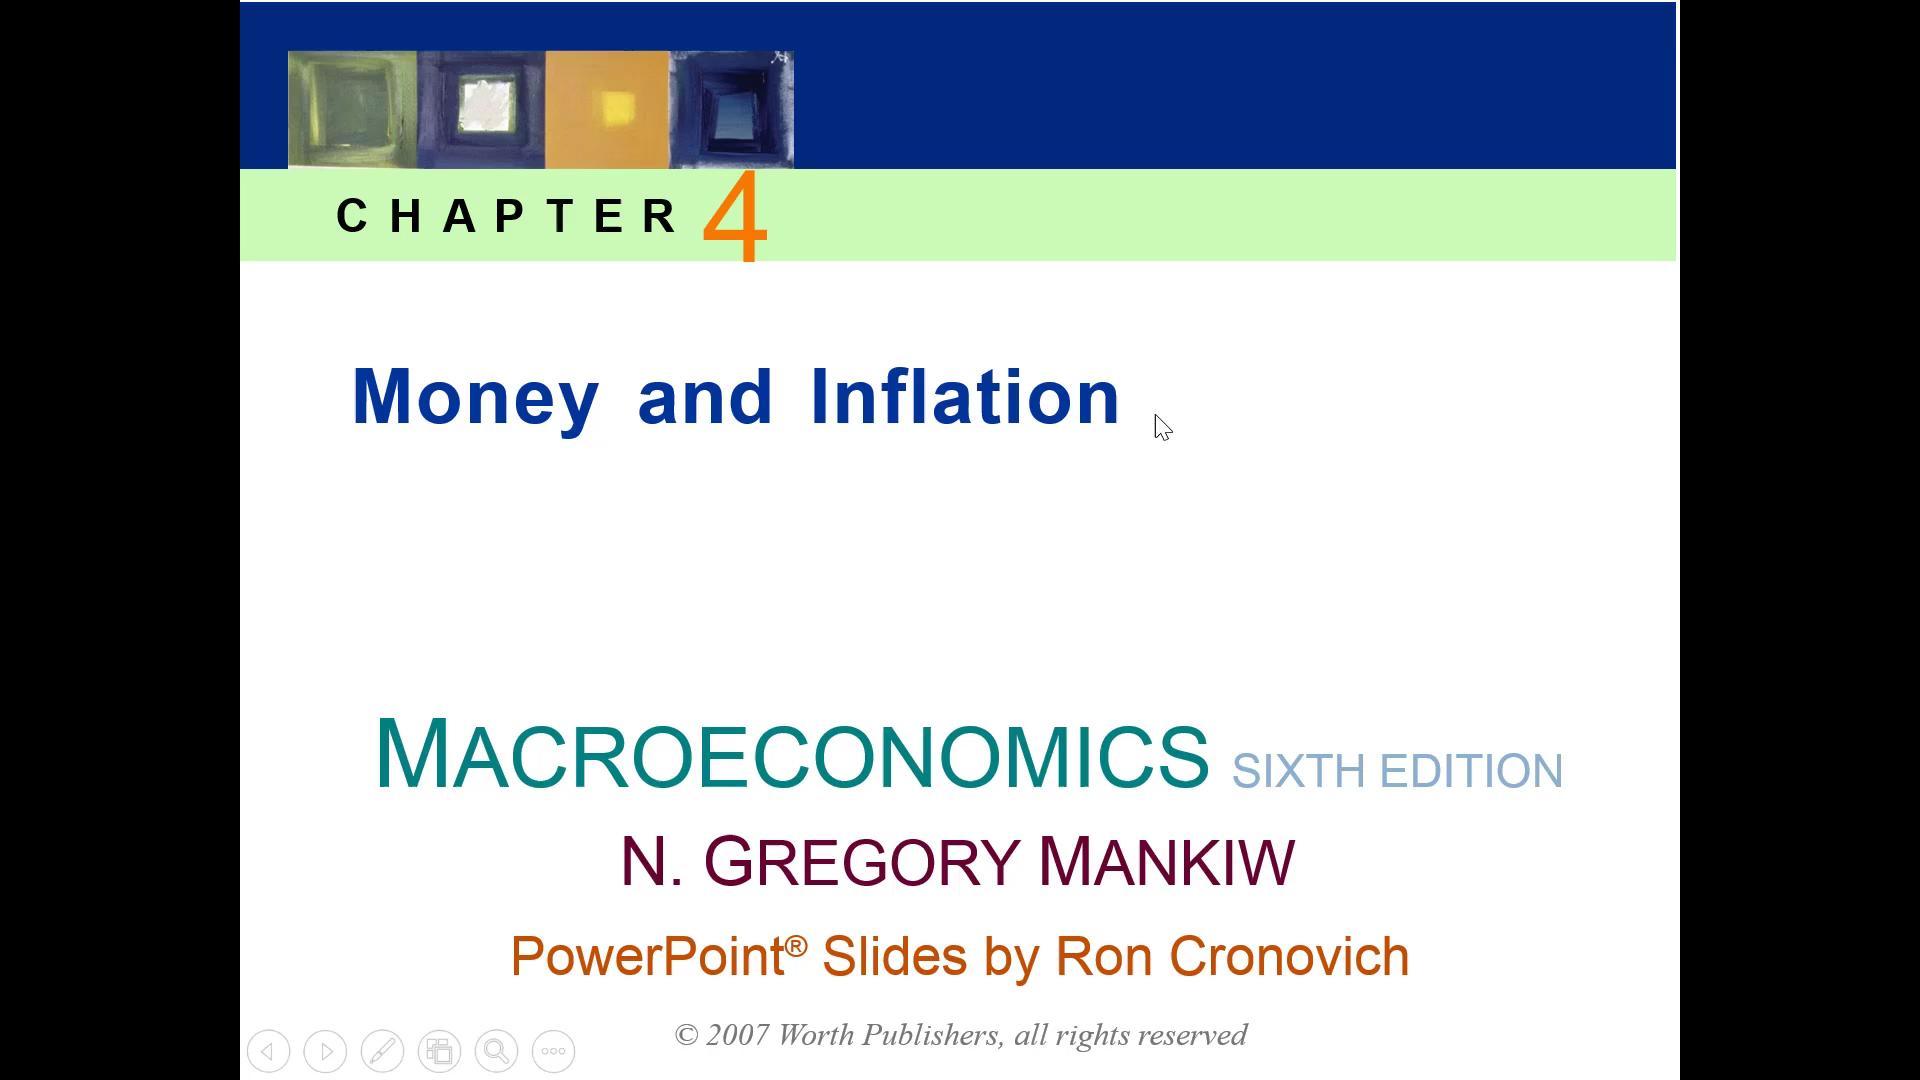 CHAPTER 4
Money and Inflation
MACROECONOMICS SIXTH EDITION
N. GREGORY MANKIW
PowerPoint® Slides by Ron Cronovich
© 2007 Worth Publishers, all rights reserved